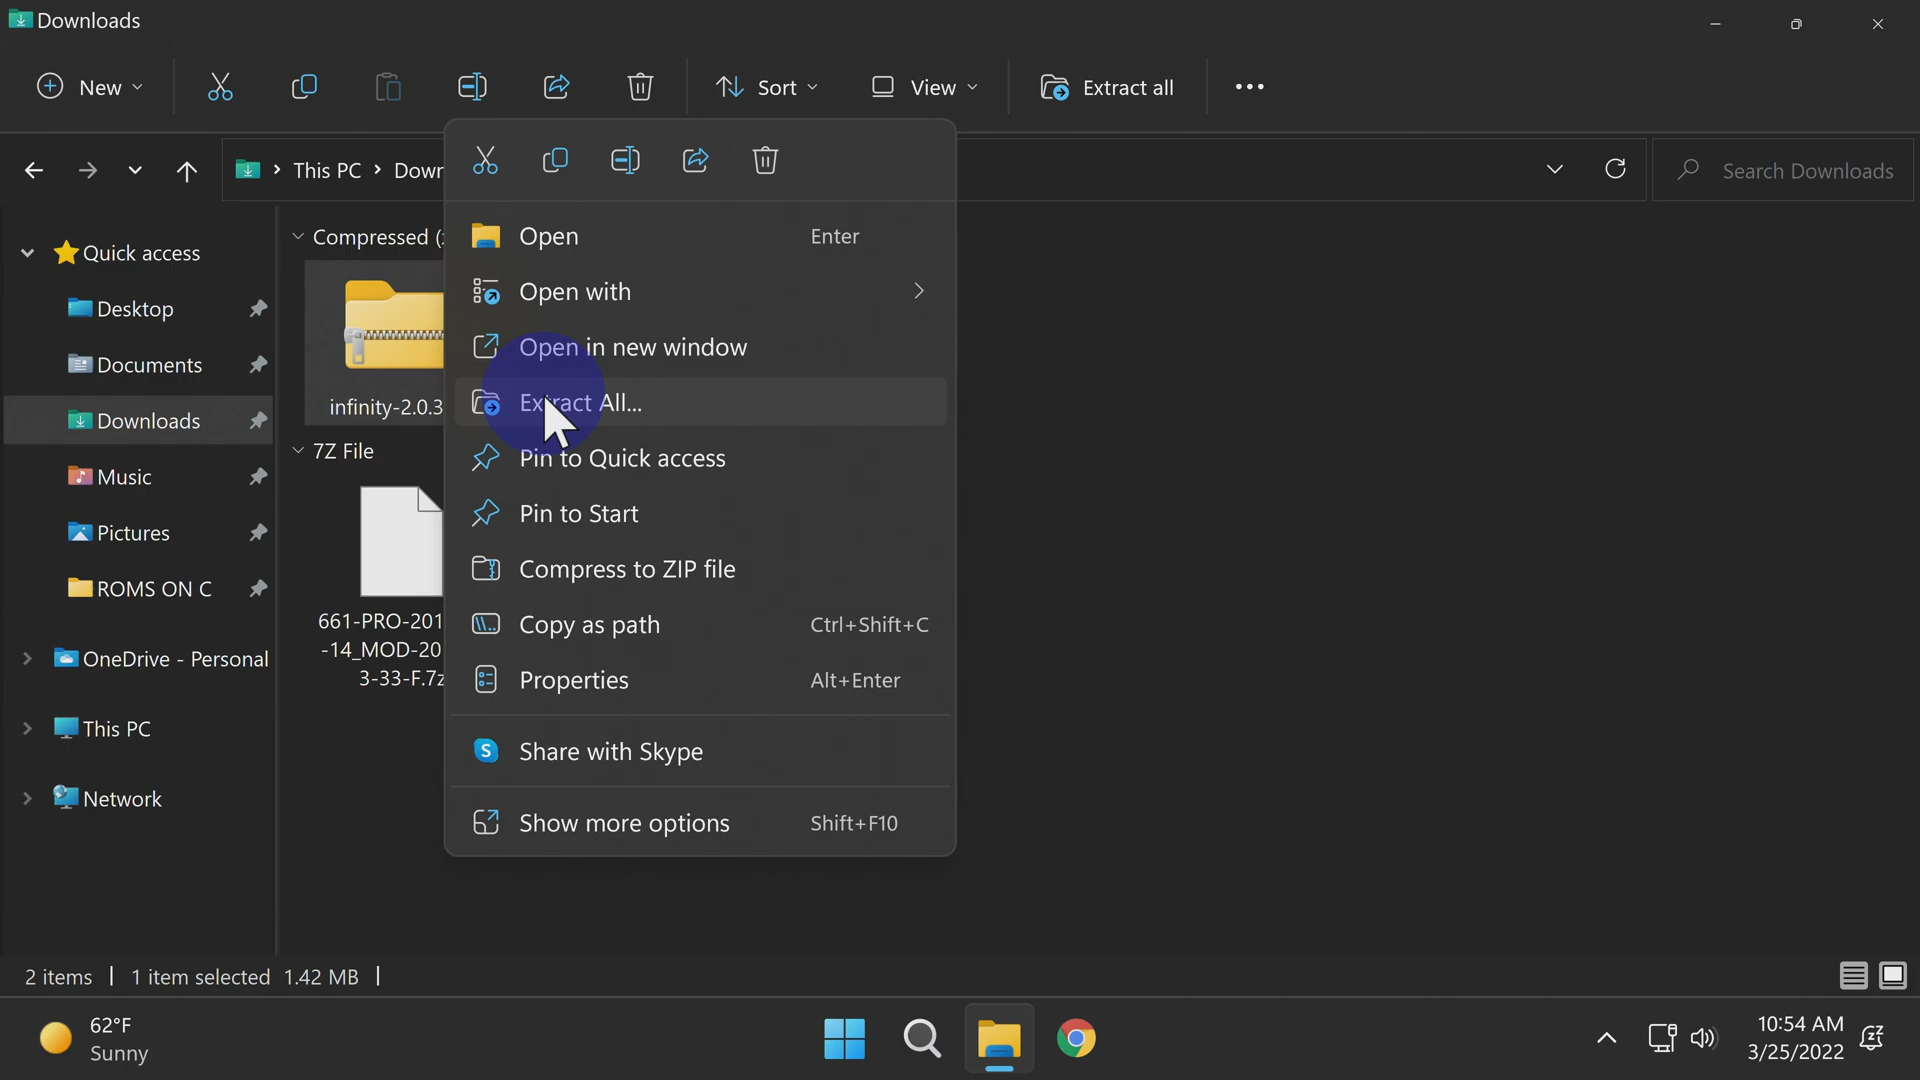 Downloads
New
Sort
View
Extract all
This PC
Down
Search Downloads
Quick access
Desktop
Documents
Downloads
Music
Pictures
ROMS ON C
OneDrive - Personal
This PC
Network
Compressed (
infinity-2.0.3
7Z File
661-PRO-201
-14_MOD-20
3-33-F.7z
Open Enter
Open with
Open in new window
Extract All...
Pin to Quick access
Pin to Start
Compress to ZIP file
Copy as path Ctrl+Shift+C
Properties Alt+Enter
Share with Skype
Show more options Shift+F10
2 items 1 item selected 1.42 MB
62°F
Sunny
10:54 AM
3/25/2022